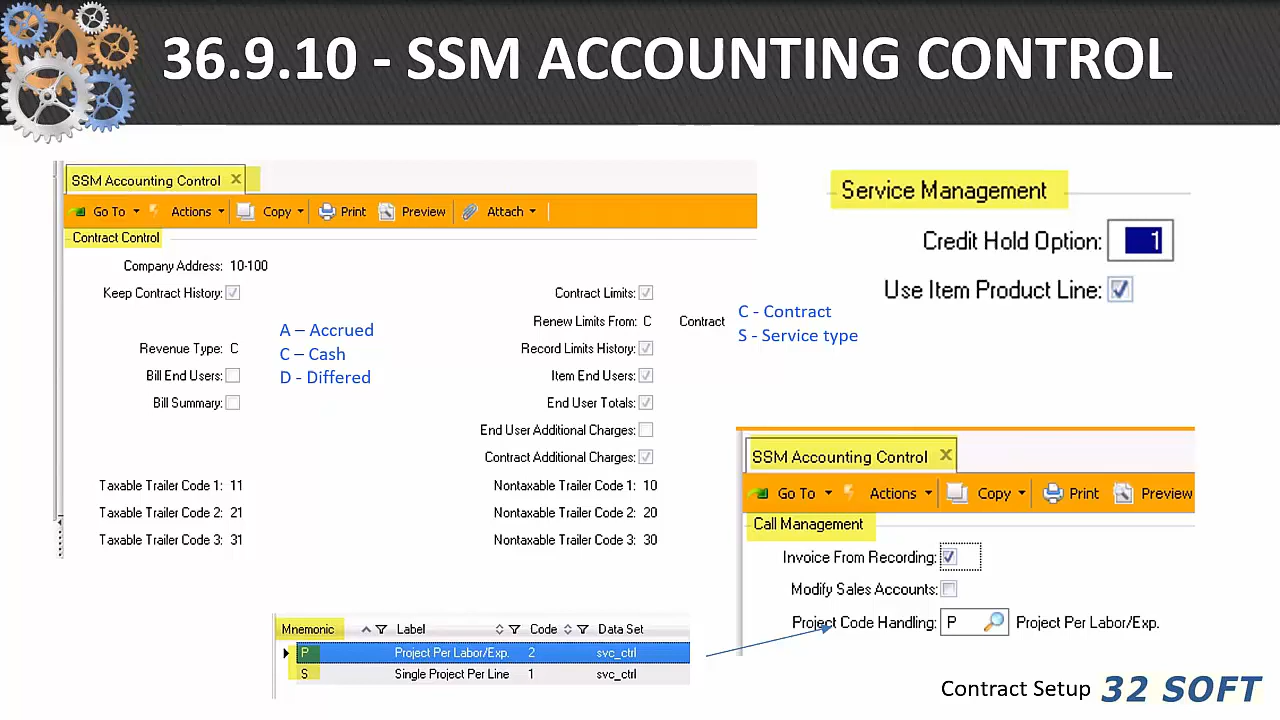 36.9.10 - SSM ACCOUNTING CONTROL
SSM Accounting Control
Go To Actions Copy Print Preview Attach
Contract Control
Company Address: 10-100
Keep Contract History:
Contract Limits:
Renew Limits From: C Contract
Revenue Type: C
Record Limits History:
Bill End Users:
Item End Users:
Bill Summary:
End User Totals:
End User Additional Charges:
Contract Additional Charges:
Taxable Trailer Code 1: 11
Nontaxable Trailer Code 1: 10
Taxable Trailer Code 2: 21
Nontaxable Trailer Code 2: 20
Taxable Trailer Code 3: 31
Nontaxable Trailer Code 3: 30
A – Accrued
C – Cash
D - Differed
C - Contract
S - Service type
Service Management
Credit Hold Option: 1
Use Item Product Line:
SSM Accounting Control
Go To Actions Copy Print Preview
Call Management
Invoice From Recording:
Modify Sales Accounts:
Project Code Handling: P Project Per Labor/Exp.
Mnemonic Label Code Data Set
P Project Per Labor/Exp. 2 svc_ctrl
S Single Project Per Line 1 svc_ctrl
Contract Setup 32 SOFT